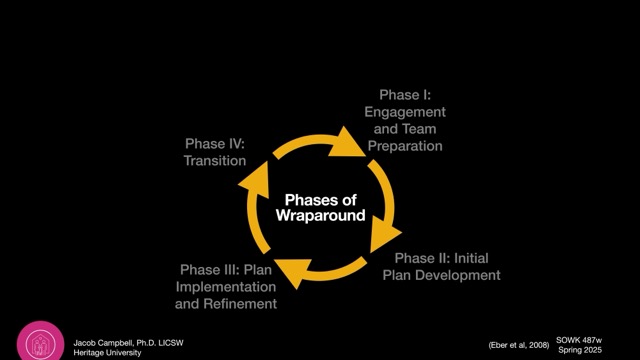 Phase I:
Engagement
and Team
Preparation
Phase IV:
Transition
Phases of
Wraparound
Phase II: Initial
Plan Development
Phase III: Plan
Implementation
and Refinement
Jacob Campbell, Ph.D. LICSW
Heritage University
(Eber et al, 2008)
SOWK 487w
Spring 2025